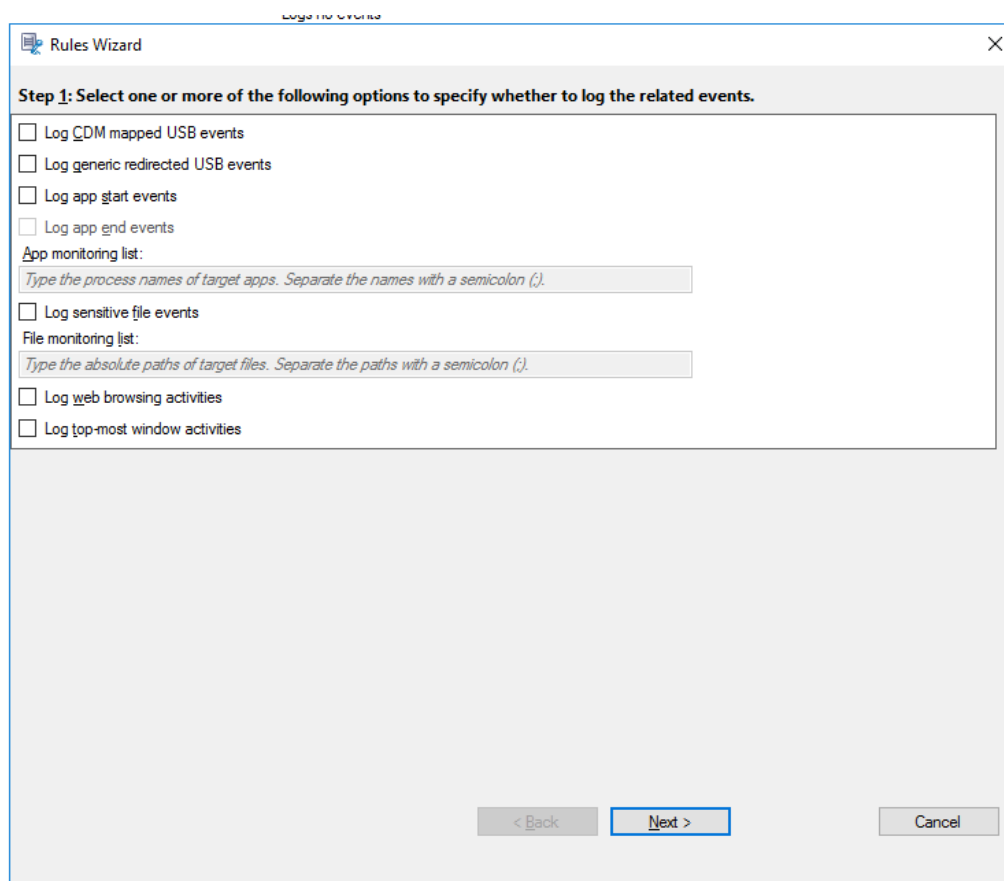 Logs no events
Rules Wizard
Step 1: Select one or more of the following options to specify whether to log the related events.
Log CDM mapped USB events
Log generic redirected USB events
Log app start events
Log app end events
App monitoring list:
Type the process names of target apps. Separate the names with a semicolon (;).
Log sensitive file events
File monitoring list:
Type the absolute paths of target files. Separate the paths with a semicolon (;).
Log web browsing activities
Log top-most window activities
< Back
Next >
Cancel